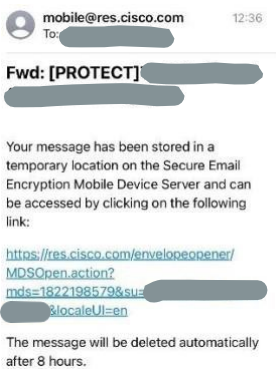 mobile@res.cisco.com
12:36
To:
Fwd: [PROTECT]
Your message has been stored in a
temporary location on the Secure Email
Encryption Mobile Device Server and can
be accessed by clicking on the following
link:
https://res.cisco.com/envelopeopener/
MDSOpen.action?
mds=1822198579&su=
&localeUI=en
The message will be deleted automatically
after 8 hours.